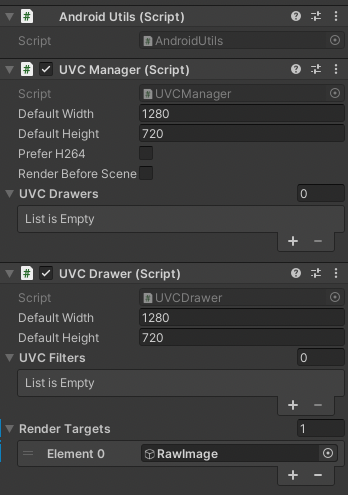 Android Utils (Script)
Script AndroidUtils
UVC Manager (Script)
Script UVCManager
Default Width 1280
Default Height 720
Prefer H264
Render Before Scene
UVC Drawers 0
List is Empty
UVC Drawer (Script)
Script UVCDrawer
Default Width 1280
Default Height 720
UVC Filters 0
List is Empty
Render Targets 1
Element 0 RawImage